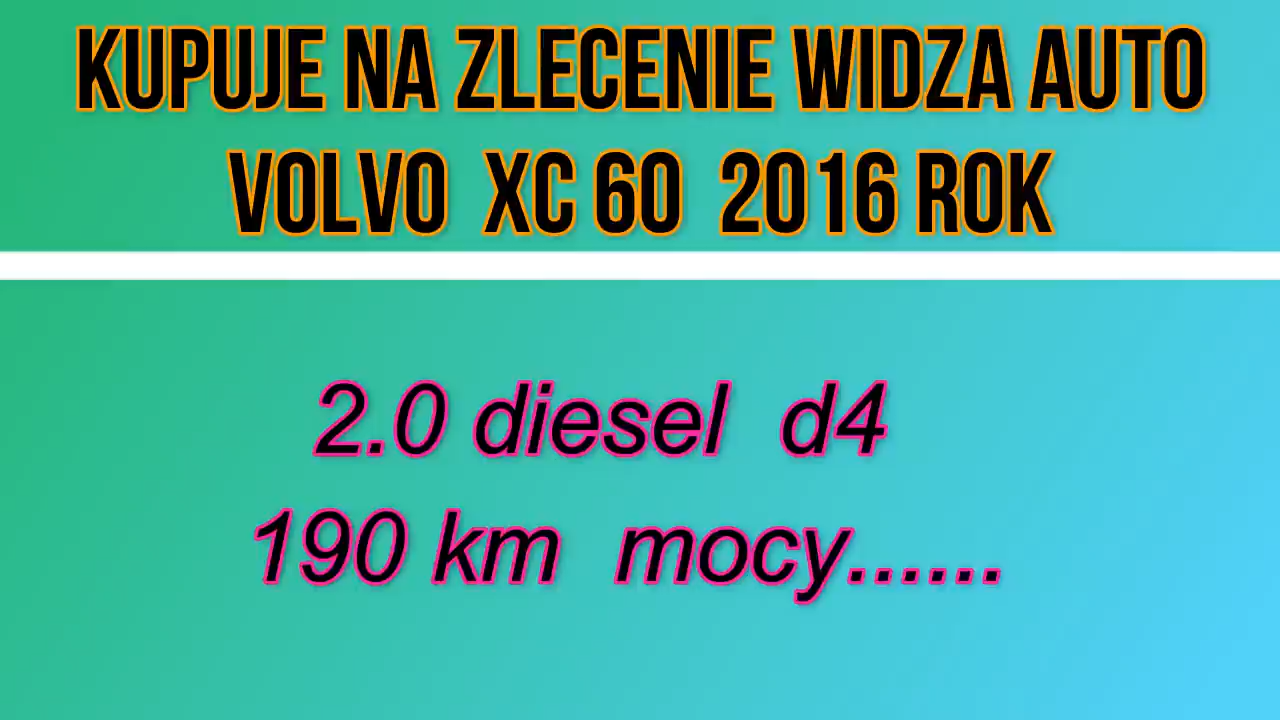 KUPUJE NA ZLECENIE WIDZA AUTO
VOLVO XC 60 2016 ROK
2.0 diesel d4
190 km mocy......